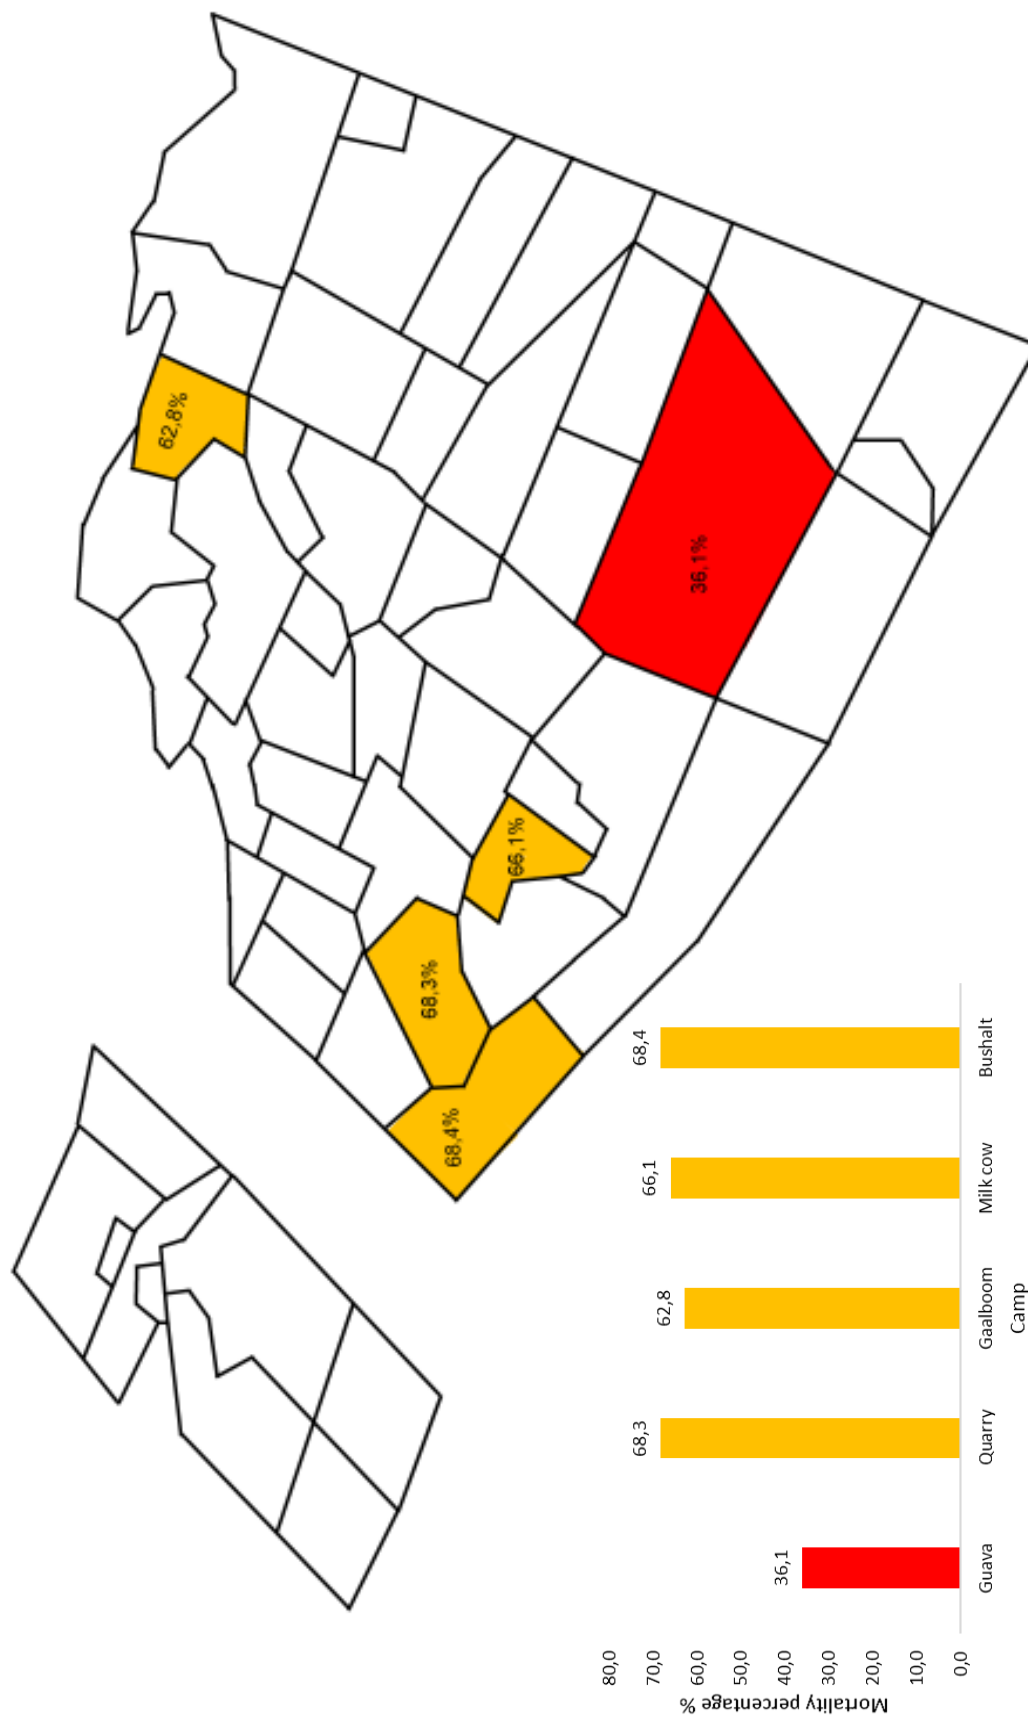 68,4%
68,3%
66,1%
62,8%
36,1%
Mortality percentage %
80,0
70,0
60,0
50,0
40,0
30,0
20,0
10,0
0,0
36,1
68,3
62,8
66,1
68,4
Guava
Quarry
Gaalboom
Milk cow
Bushalt
Camp